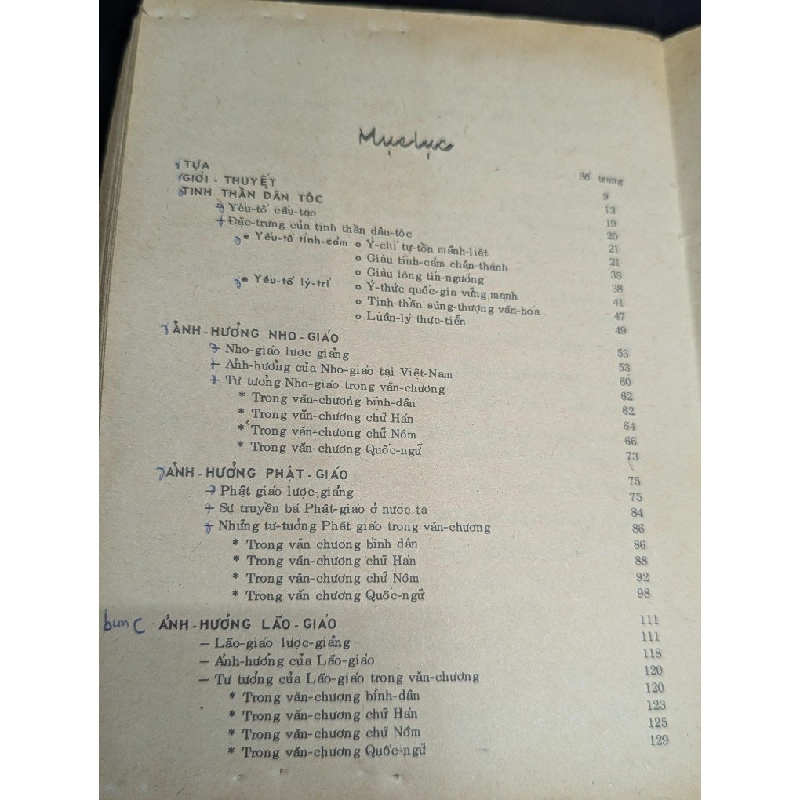 Mục lục
Số trang
TỰA 9
GIỚI - THUYẾT 13
TINH THẦN DÂN TỘC 19
Yếu-tố cấu-tạo 20
Đặc-trưng của tinh thần dân-tộc 21
* Yếu-tố tình-cảm o Ý-chí tự-tồn mãnh-liệt 21
o Giàu tình-cảm chân-thành 35
o Giàu lòng tín-ngưỡng 38
* Yếu-tố lý-trí o Ý-thức quốc-gia vững mạnh 41
o Tinh-thần sùng-thượng văn-hóa 47
o Luân-lý thực-tiễn 49
ẢNH-HƯỞNG NHO-GIÁO 53
Nho-giáo lược giảng 53
Ảnh-hưởng của Nho-giáo tại Việt-Nam 60
Tư tưởng Nho-giáo trong văn-chương 62
* Trong văn-chương bình-dân 62
* Trong văn-chương chữ Hán 64
* Trong văn-chương chữ Nôm 66
* Trong văn chương Quốc-ngữ 73
ẢNH-HƯỞNG PHẬT-GIÁO 75
Phật giáo lược-giảng 75
Sự truyền bá Phật-giáo ở nước ta 84
Những tư-tưởng Phật giáo trong văn-chương 86
* Trong văn chương bình dân 86
* Trong văn-chương chữ Hán 88
* Trong văn-chương chữ Nôm 92
* Trong văn chương Quốc-ngữ 98
ẢNH-HƯỞNG LÃO-GIÁO 111
— Lão-giáo lược-giảng 111
— Ảnh-hưởng của Lão-giáo 118
— Tư tưởng của Lão-giáo trong văn-chương 120
* Trong văn-chương bình-dân 120
* Trong văn-chương chữ Hán 123
* Trong văn-chương chữ Nôm 125
* Trong văn-chương Quốc-ngữ 129